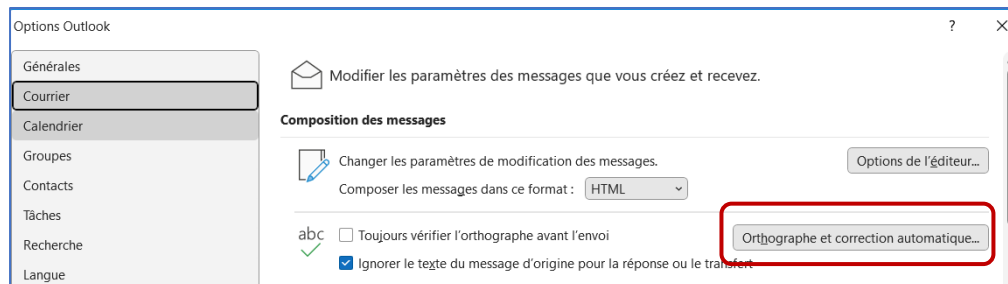 Options Outlook ? X
Générales
Courrier
Calendrier
Groupes
Contacts
Tâches
Recherche
Langue
Modifier les paramètres des messages que vous créez et recevez.
Composition des messages
Changer les paramètres de modification des messages.
Options de l'éditeur...
Composer les messages dans ce format : HTML
abc
Toujours vérifier l'orthographe avant l'envoi
Orthographe et correction automatique...
Ignorer le texte du message d'origine pour la réponse ou le transfert